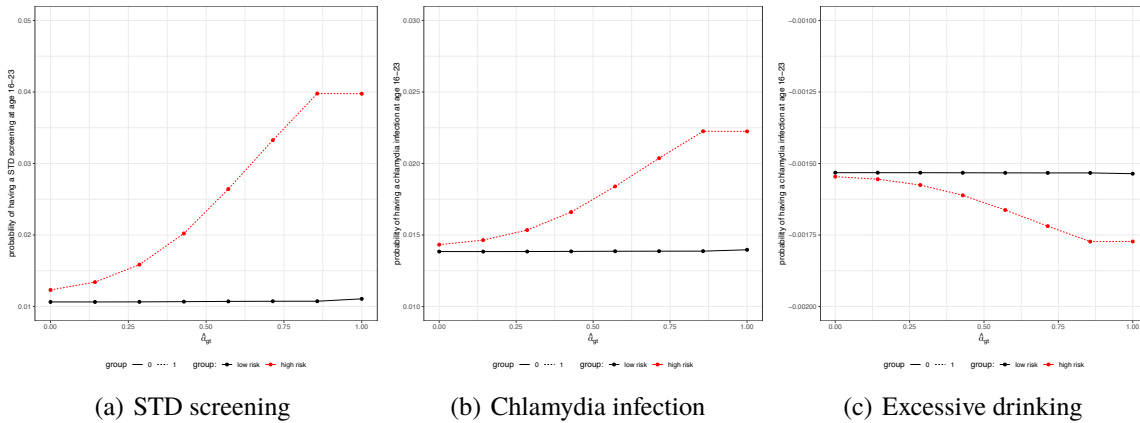 probability of having a STD screening at age 16−23
0.05
0.04
0.03
0.02
0.01
0.00 0.25 0.50 0.75 1.00
α̂gt
group 0 1 group: low risk high risk
(a) STD screening
probability of having a chlamydia infection at age 16−23
0.030
0.025
0.020
0.015
0.010
0.00 0.25 0.50 0.75 1.00
α̂gt
group 0 1 group: low risk high risk
(b) Chlamydia infection
probability of having a chlamydia infection at age 16−23
−0.00100
−0.00125
−0.00150
−0.00175
−0.00200
0.00 0.25 0.50 0.75 1.00
α̂gt
group 0 1 group: low risk high risk
(c) Excessive drinking